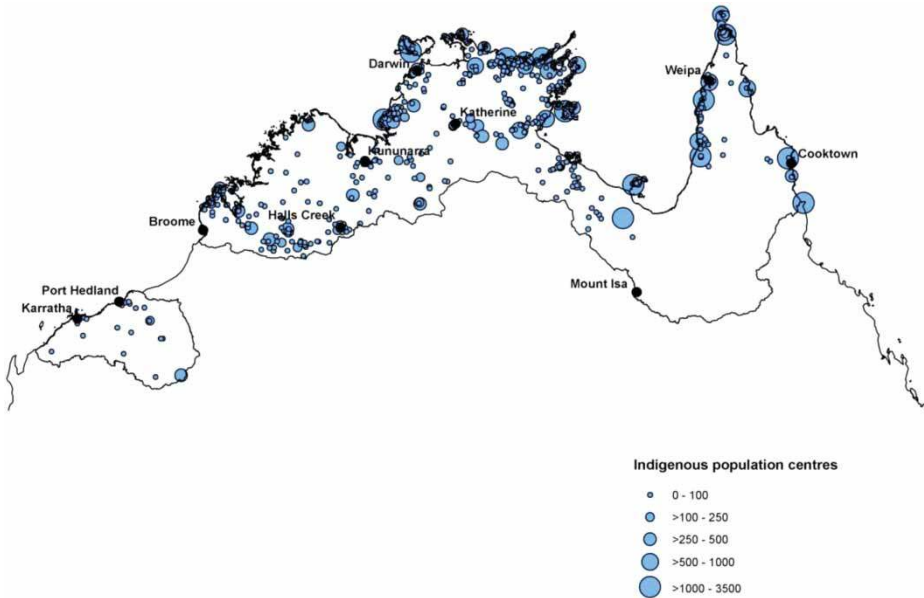 Darwin
Weipa
Katherine
Kununarra
Cooktown
Halls Creek
Broome
Mount Isa
Port Hedland
Karratha
Indigenous population centres
0 - 100
>100 - 250
>250 - 500
>500 - 1000
>1000 - 3500